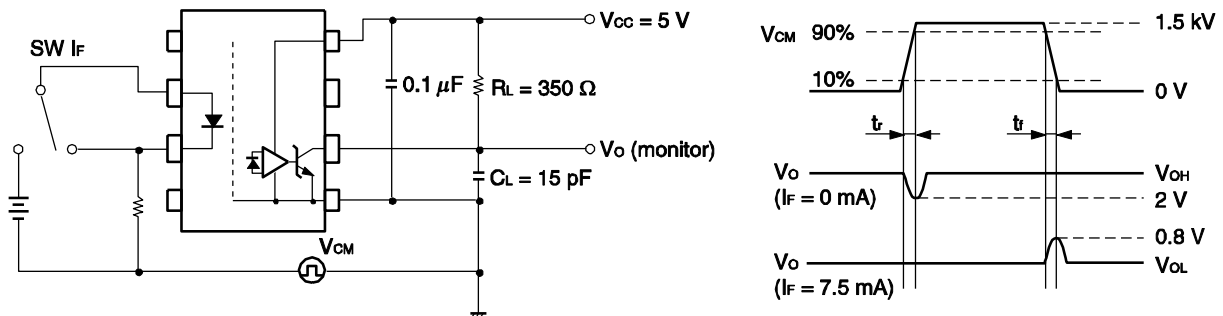 SW IF
VCC = 5 V
0.1 μF
RL = 350 Ω
VO (monitor)
CL = 15 pF
VCM
VCM 90%
10%
1.5 kV
0 V
tr
tf
VO
(IF = 0 mA)
VOH
2 V
0.8 V
VO
(IF = 7.5 mA)
VOL